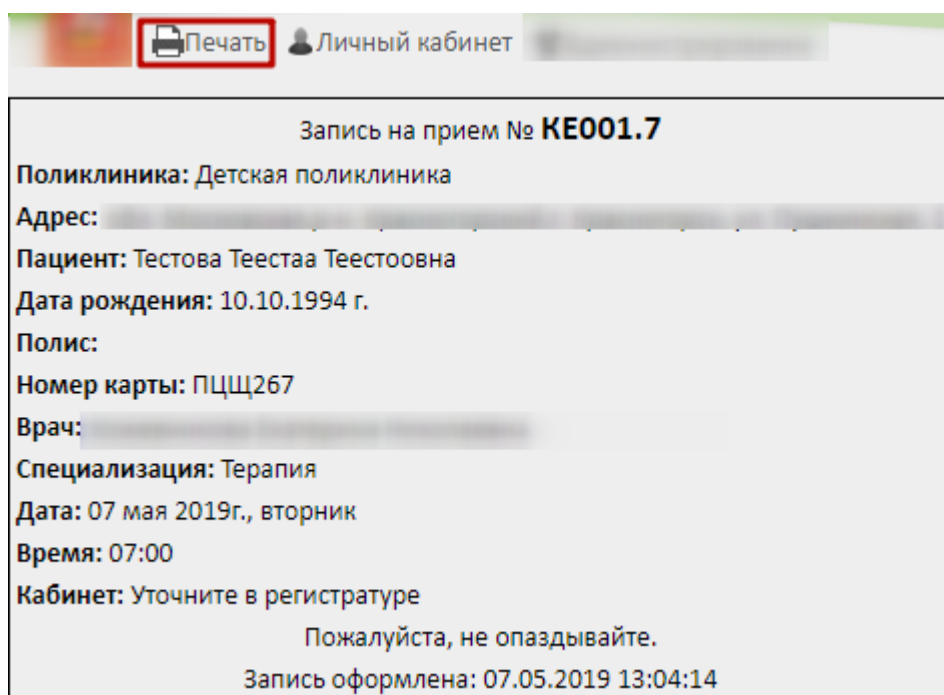 Печать Личный кабинет
Запись на прием № КЕ001.7
Поликлиника: Детская поликлиника
Адрес:
Пациент: Тестова Теестаа Теестоовна
Дата рождения: 10.10.1994 г.
Полис:
Номер карты: ПЦЩ267
Врач:
Специализация: Терапия
Дата: 07 мая 2019г., вторник
Время: 07:00
Кабинет: Уточните в регистратуре
Пожалуйста, не опаздывайте.
Запись оформлена: 07.05.2019 13:04:14